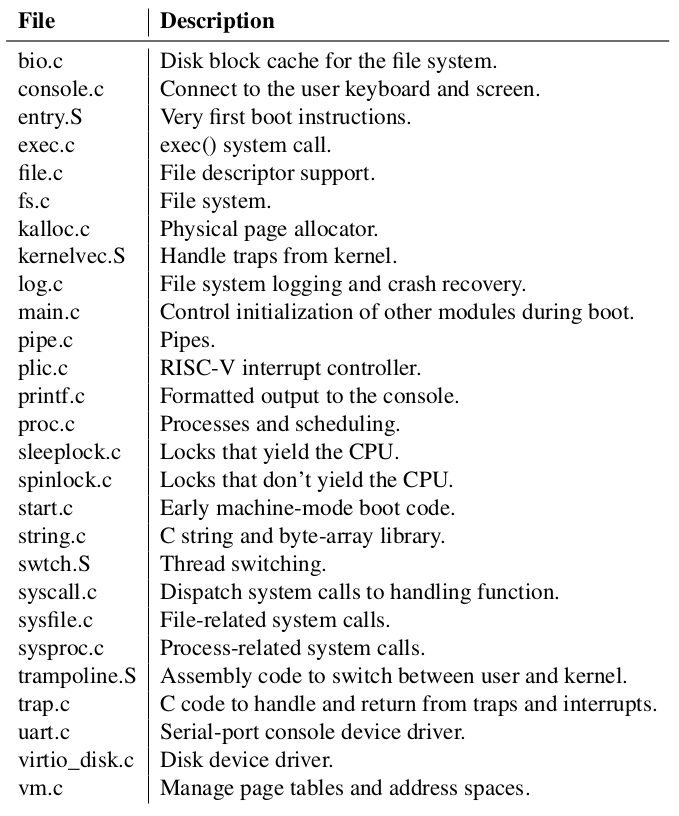 File Description
bio.c Disk block cache for the file system.
console.c Connect to the user keyboard and screen.
entry.S Very first boot instructions.
exec.c exec() system call.
file.c File descriptor support.
fs.c File system.
kalloc.c Physical page allocator.
kernelvec.S Handle traps from kernel.
log.c File system logging and crash recovery.
main.c Control initialization of other modules during boot.
pipe.c Pipes.
plic.c RISC-V interrupt controller.
printf.c Formatted output to the console.
proc.c Processes and scheduling.
sleeplock.c Locks that yield the CPU.
spinlock.c Locks that don’t yield the CPU.
start.c Early machine-mode boot code.
string.c C string and byte-array library.
swtch.S Thread switching.
syscall.c Dispatch system calls to handling function.
sysfile.c File-related system calls.
sysproc.c Process-related system calls.
trampoline.S Assembly code to switch between user and kernel.
trap.c C code to handle and return from traps and interrupts.
uart.c Serial-port console device driver.
virtio_disk.c Disk device driver.
vm.c Manage page tables and address spaces.